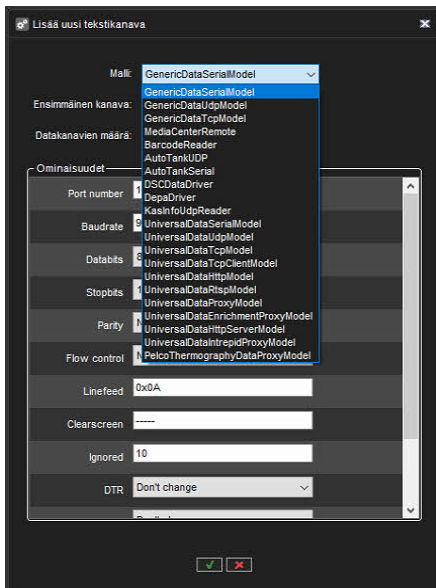 Lisää uusi tekstikanava
Malli: GenericDataSerialModel
GenericDataSerialModel
GenericDataUdpModel
GenericDataTcpModel
MediaCenterRemote
BarcodeReader
AutoTankUDP
AutoTankSerial
DSCDataDriver
DepaDriver
KasInfoUdpReader
UniversalDataSerialModel
UniversalDataUdpModel
UniversalDataTcpModel
UniversalDataTcpClientModel
UniversalDataHttpModel
UniversalDataRtspModel
UniversalDataProxyModel
UniversalDataEnrichmentProxyModel
UniversalDataHttpServerModel
UniversalDataIntrepidProxyModel
PelcoThermographyDataProxyModel
Ensimmäinen kanava:
Datakanavien määrä:
Ominaisuudet
Port number
Baudrate
Databits
Stopbits
Parity
Flow control
Linefeed 0x0A
Clearscreen -----
Ignored 10
DTR Don't change